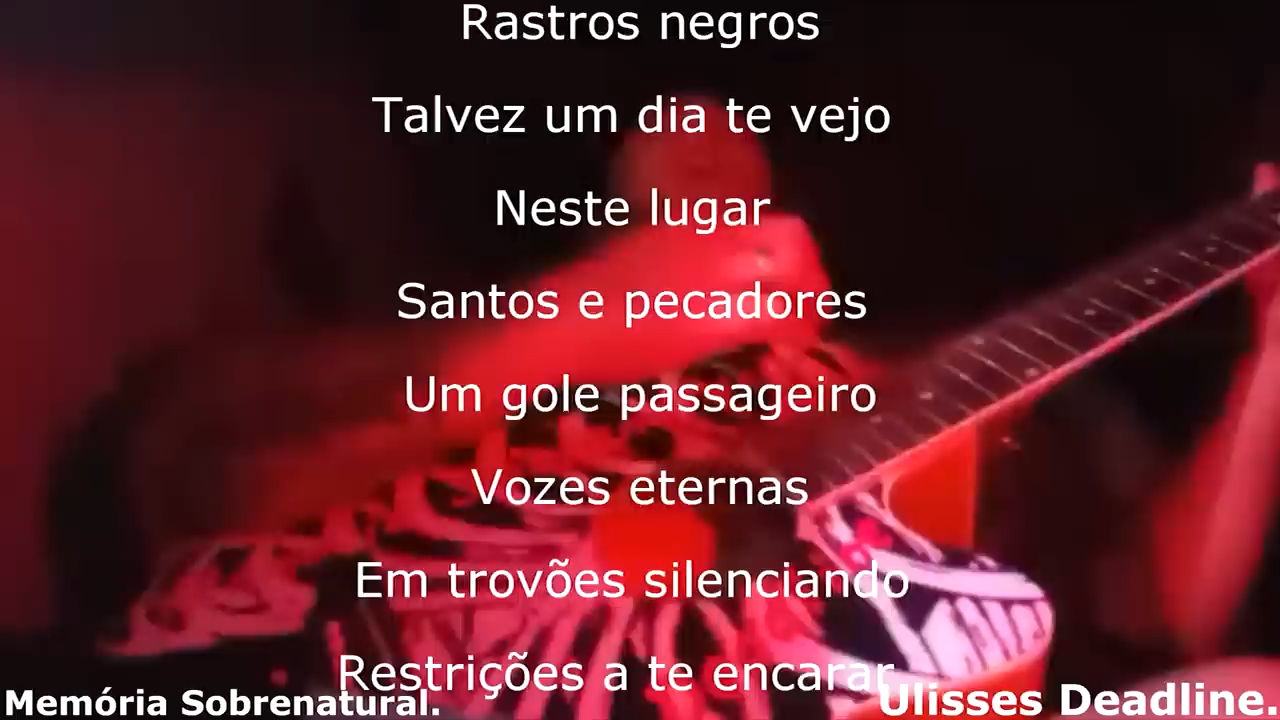 Rastros negros
Talvez um dia te vejo
Neste lugar
Santos e pecadores
Um gole passageiro
Vozes eternas
Em trovões silenciando
Restrições a te encarar
Memória Sobrenatural.
Ulisses Deadline.